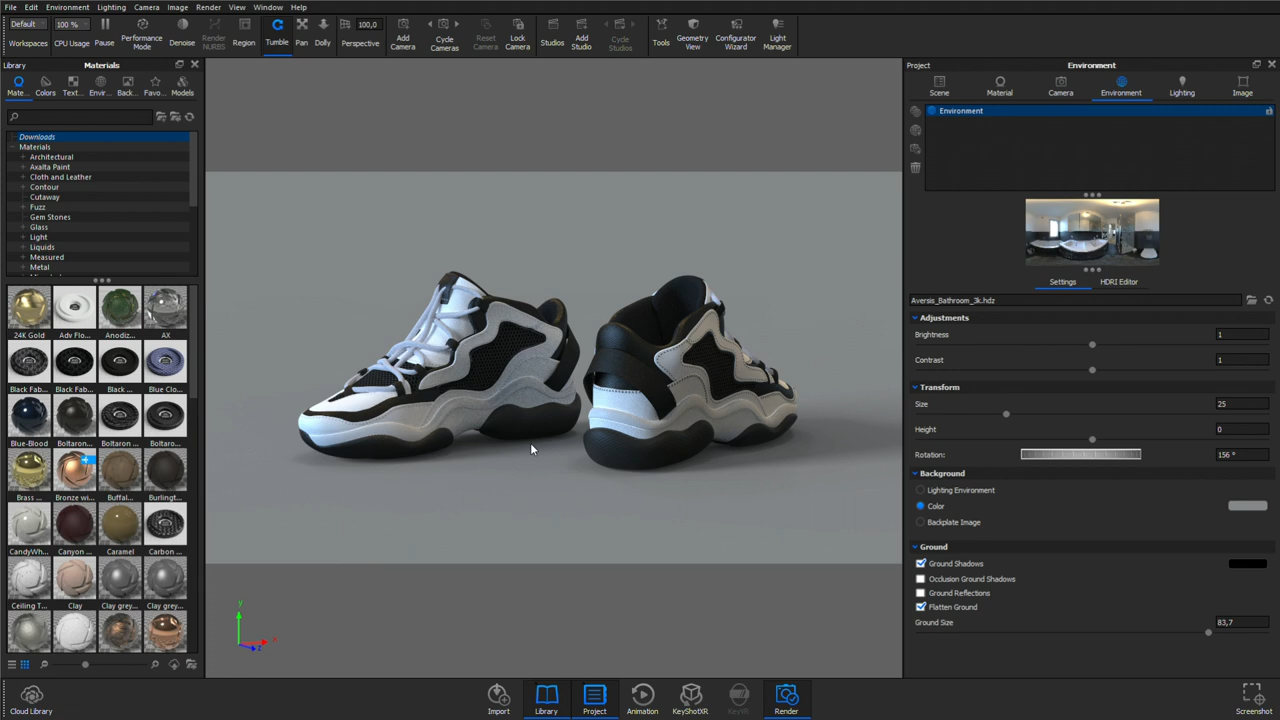 File Edit Environment Lighting Camera Image Render View Window Help
Default 100 % 100,0
Workspaces CPU Usage Pause Performance Mode Denoise Render NURBS Region Tumble Pan Dolly Perspective Add Camera Cycle Cameras Reset Camera Lock Camera Studios Add Studio Cycle Studios Tools Geometry View Configurator Wizard Light Manager
Library Materials
Mate... Colors Text... Envir... Back... Favo... Models
Downloads
Materials
Architectural
Axalta Paint
Cloth and Leather
Contour
Cutaway
Fuzz
Gem Stones
Glass
Light
Liquids
Measured
Metal
24K Gold Adv Flo... Anodiz... AX
Black Fab... Black Fab... Black ... Blue Clo...
Blue-Blood Boltaron... Boltaron ... Boltaro...
Brass ... Bronze wi... Buffal... Burlingt...
CandyWh... Canyon ... Caramel Carbon ...
Ceiling T... Clay Clay grey... Clay grey...
y
x
z
Project Environment
Scene Material Camera Environment Lighting Image
Environment
Settings HDRI Editor
Aversis_Bathroom_3k.hdz
Adjustments
Brightness 1
Contrast 1
Transform
Size 25
Height 0
Rotation: 156 °
Background
Lighting Environment
Color
Backplate Image
Ground
Ground Shadows
Occlusion Ground Shadows
Ground Reflections
Flatten Ground
Ground Size 83,7
Cloud Library Import Library Project Animation KeyShotXR KeyVR Render Screenshot